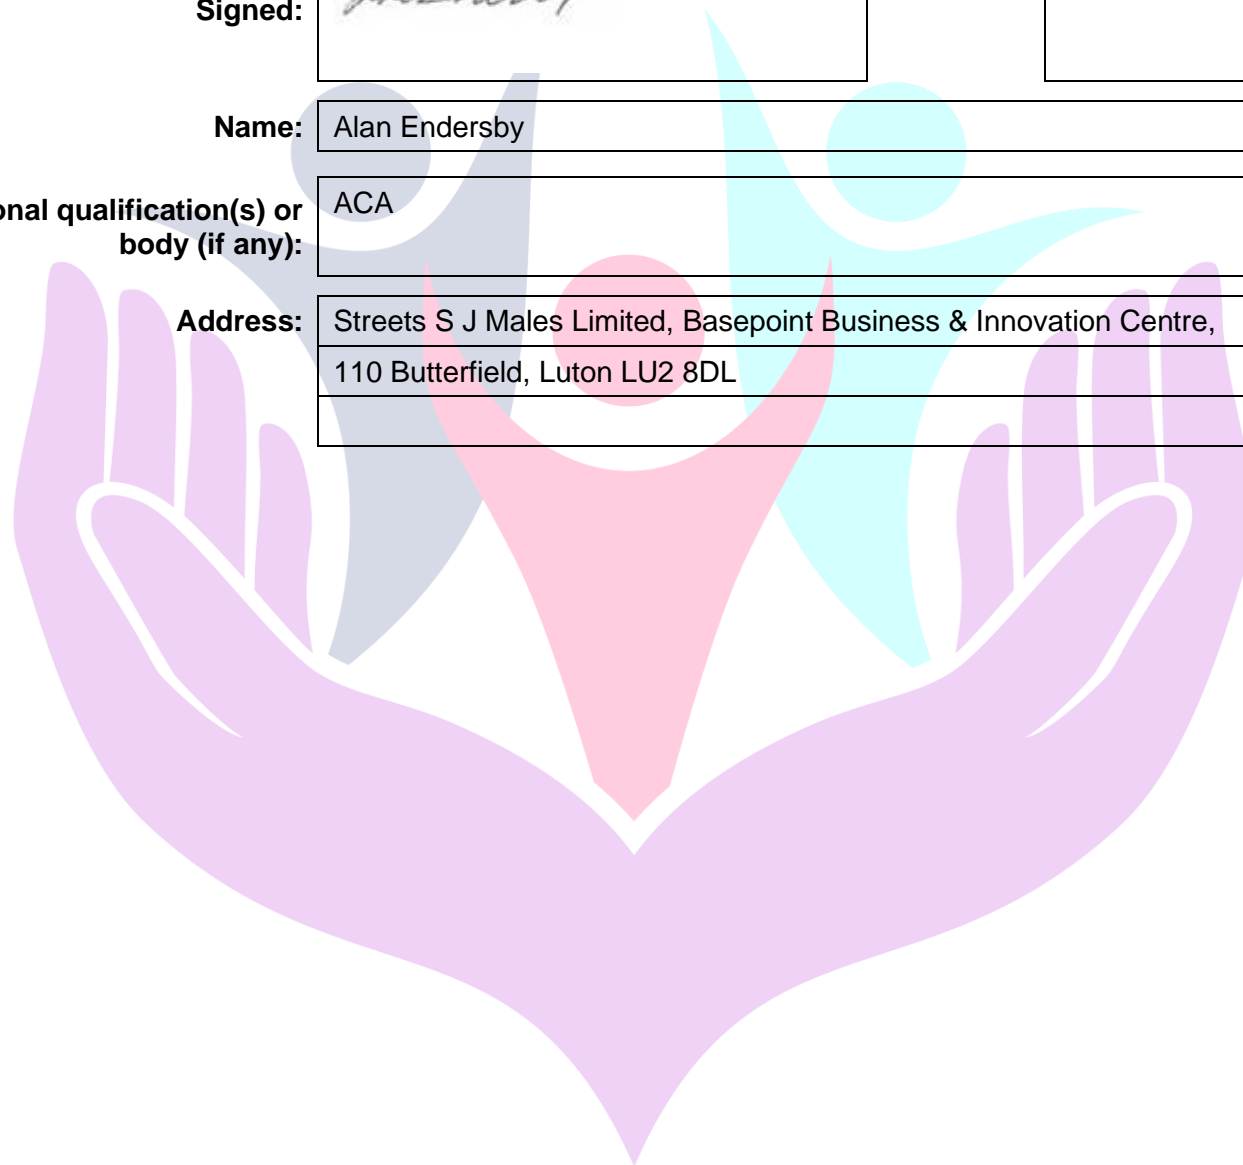 Signed:
Name: Alan Endersby
onal qualification(s) or ACA
body (if any):
Address: Streets S J Males Limited, Basepoint Business & Innovation Centre,
110 Butterfield, Luton LU2 8DL